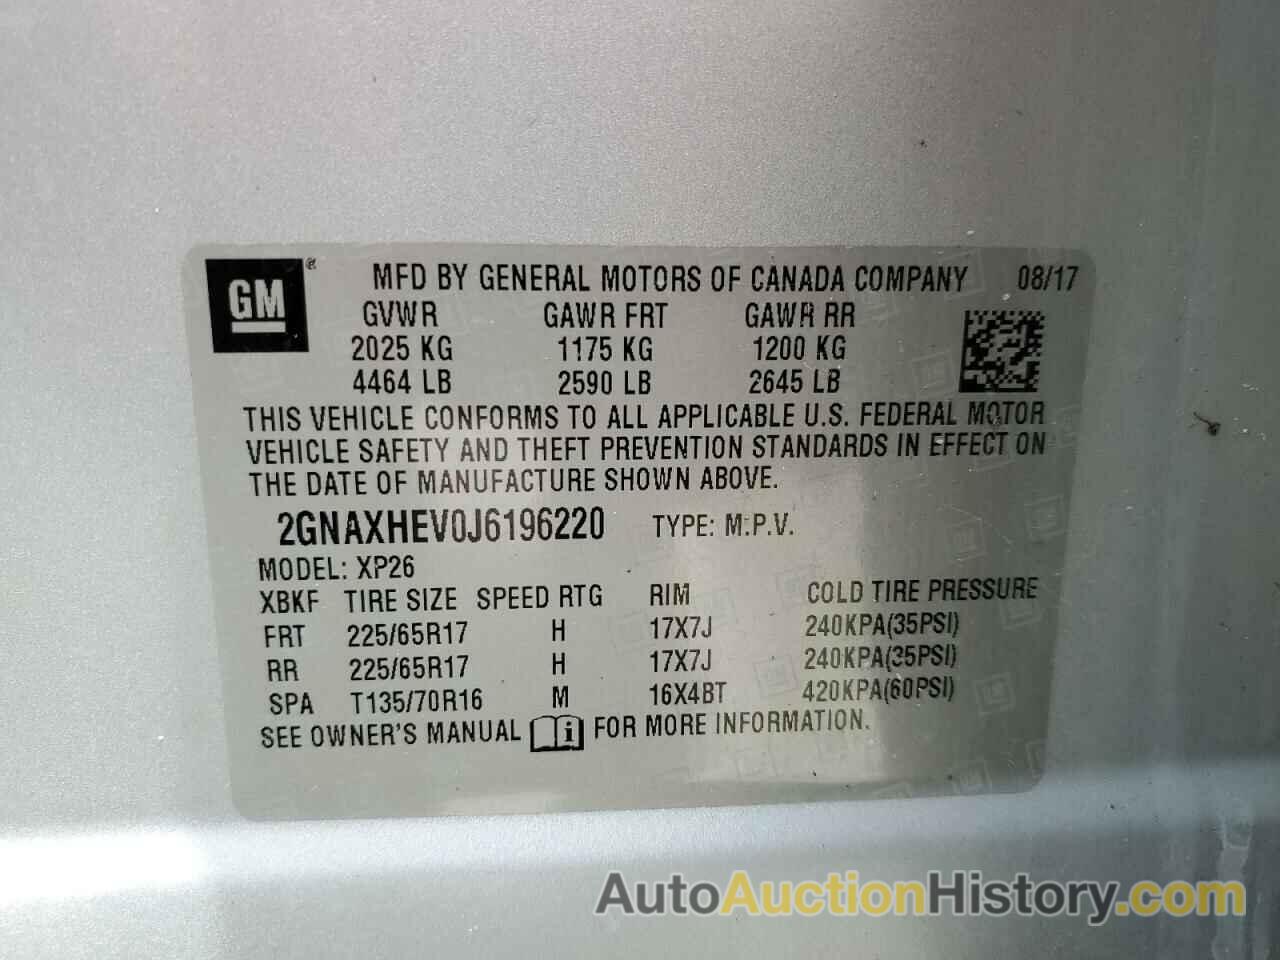 GM ® MFD BY GENERAL MOTORS OF CANADA COMPANY 08/17
GVWR GAWR FRT GAWR RR
2025 KG 1175 KG 1200 KG
4464 LB 2590 LB 2645 LB
THIS VEHICLE CONFORMS TO ALL APPLICABLE U.S. FEDERAL MOTOR
VEHICLE SAFETY AND THEFT PREVENTION STANDARDS IN EFFECT ON
THE DATE OF MANUFACTURE SHOWN ABOVE.
2GNAXHEV0J6196220 TYPE: M.P.V.
MODEL: XP26
XBKF TIRE SIZE SPEED RTG RIM COLD TIRE PRESSURE
FRT 225/65R17 H 17X7J 240KPA(35PSI)
RR 225/65R17 H 17X7J 240KPA(35PSI)
SPA T135/70R16 M 16X4BT 420KPA(60PSI)
SEE OWNER'S MANUAL i FOR MORE INFORMATION.
AutoAuctionHistory.com